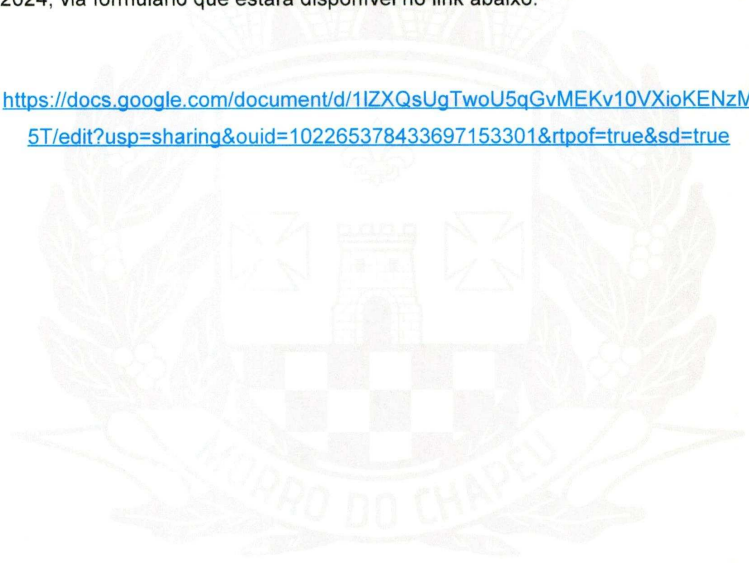 2024, via formulário que estará disponível no link abaixo:
https://docs.google.com/document/d/1IZXQsUgTwoU5qGvMEKv10VXioKENzM
5T/edit?usp=sharing&ouid=102265378433697153301&rtpof=true&sd=true
MORRO DO CHAPÉU